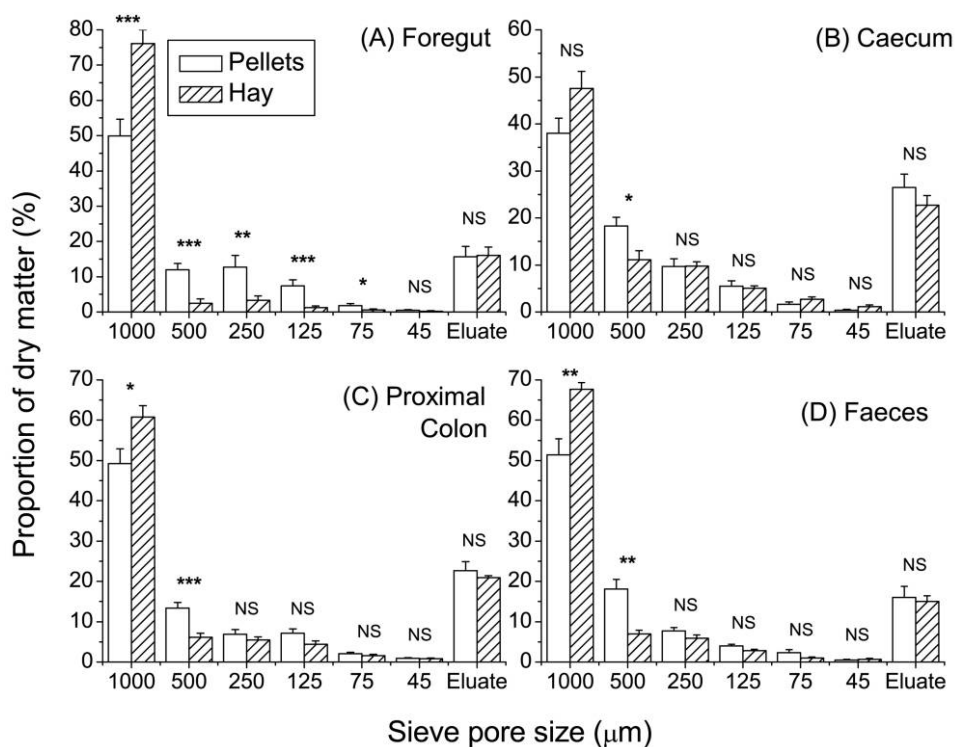 Proportion of dry matter (%)
(A) Foregut
Pellets
Hay
80
70
60
50
40
30
20
10
0
***
***
**
***
*
NS
NS
1000 500 250 125 75 45 Eluate
(B) Caecum
60
50
40
30
20
10
0
NS
*
NS
NS
NS
NS
NS
1000 500 250 125 75 45 Eluate
(C) Proximal
Colon
70
60
50
40
30
20
10
0
*
***
NS
NS
NS
NS
NS
1000 500 250 125 75 45 Eluate
(D) Faeces
70
60
50
40
30
20
10
0
**
**
NS
NS
NS
NS
NS
1000 500 250 125 75 45 Eluate
Sieve pore size (μm)